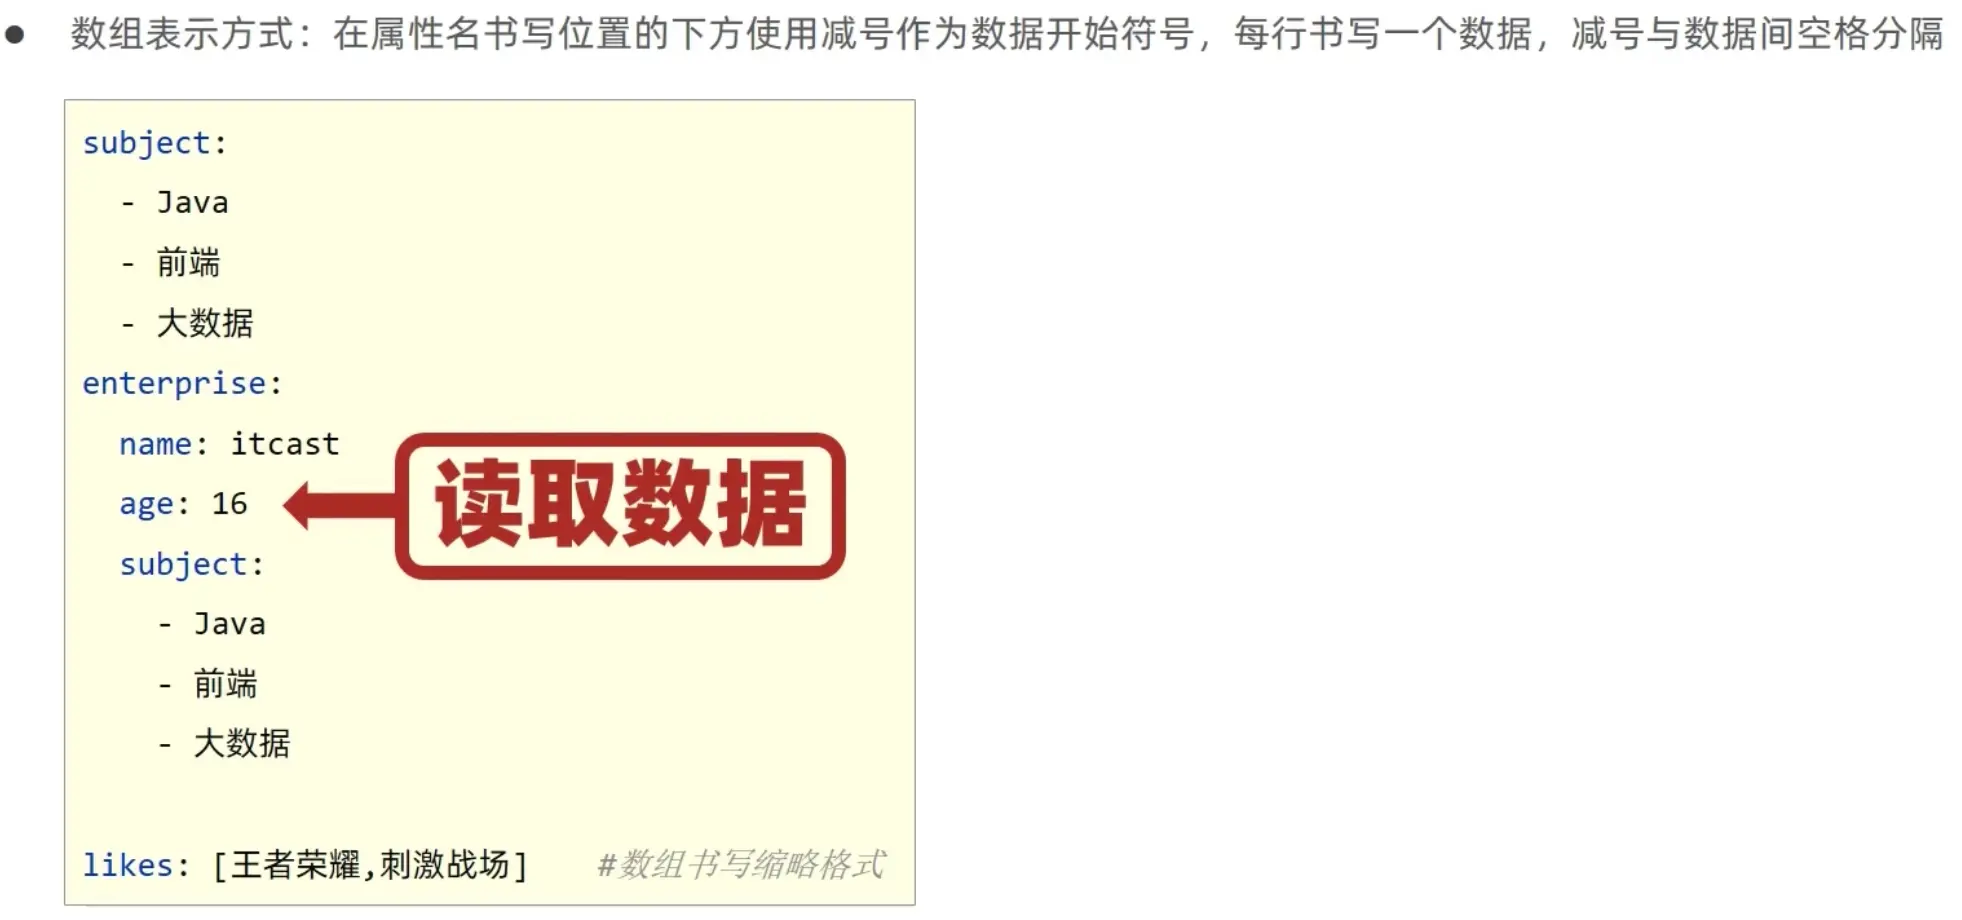 ● 数组表示方式：在属性名书写位置的下方使用减号作为数据开始符号，每行书写一个数据，减号与数据间空格分隔
subject:
- Java
- 前端
- 大数据
enterprise:
name: itcast
age: 16
读取数据
subject:
- Java
- 前端
- 大数据
likes: [王者荣耀,刺激战场] #数组书写缩略格式